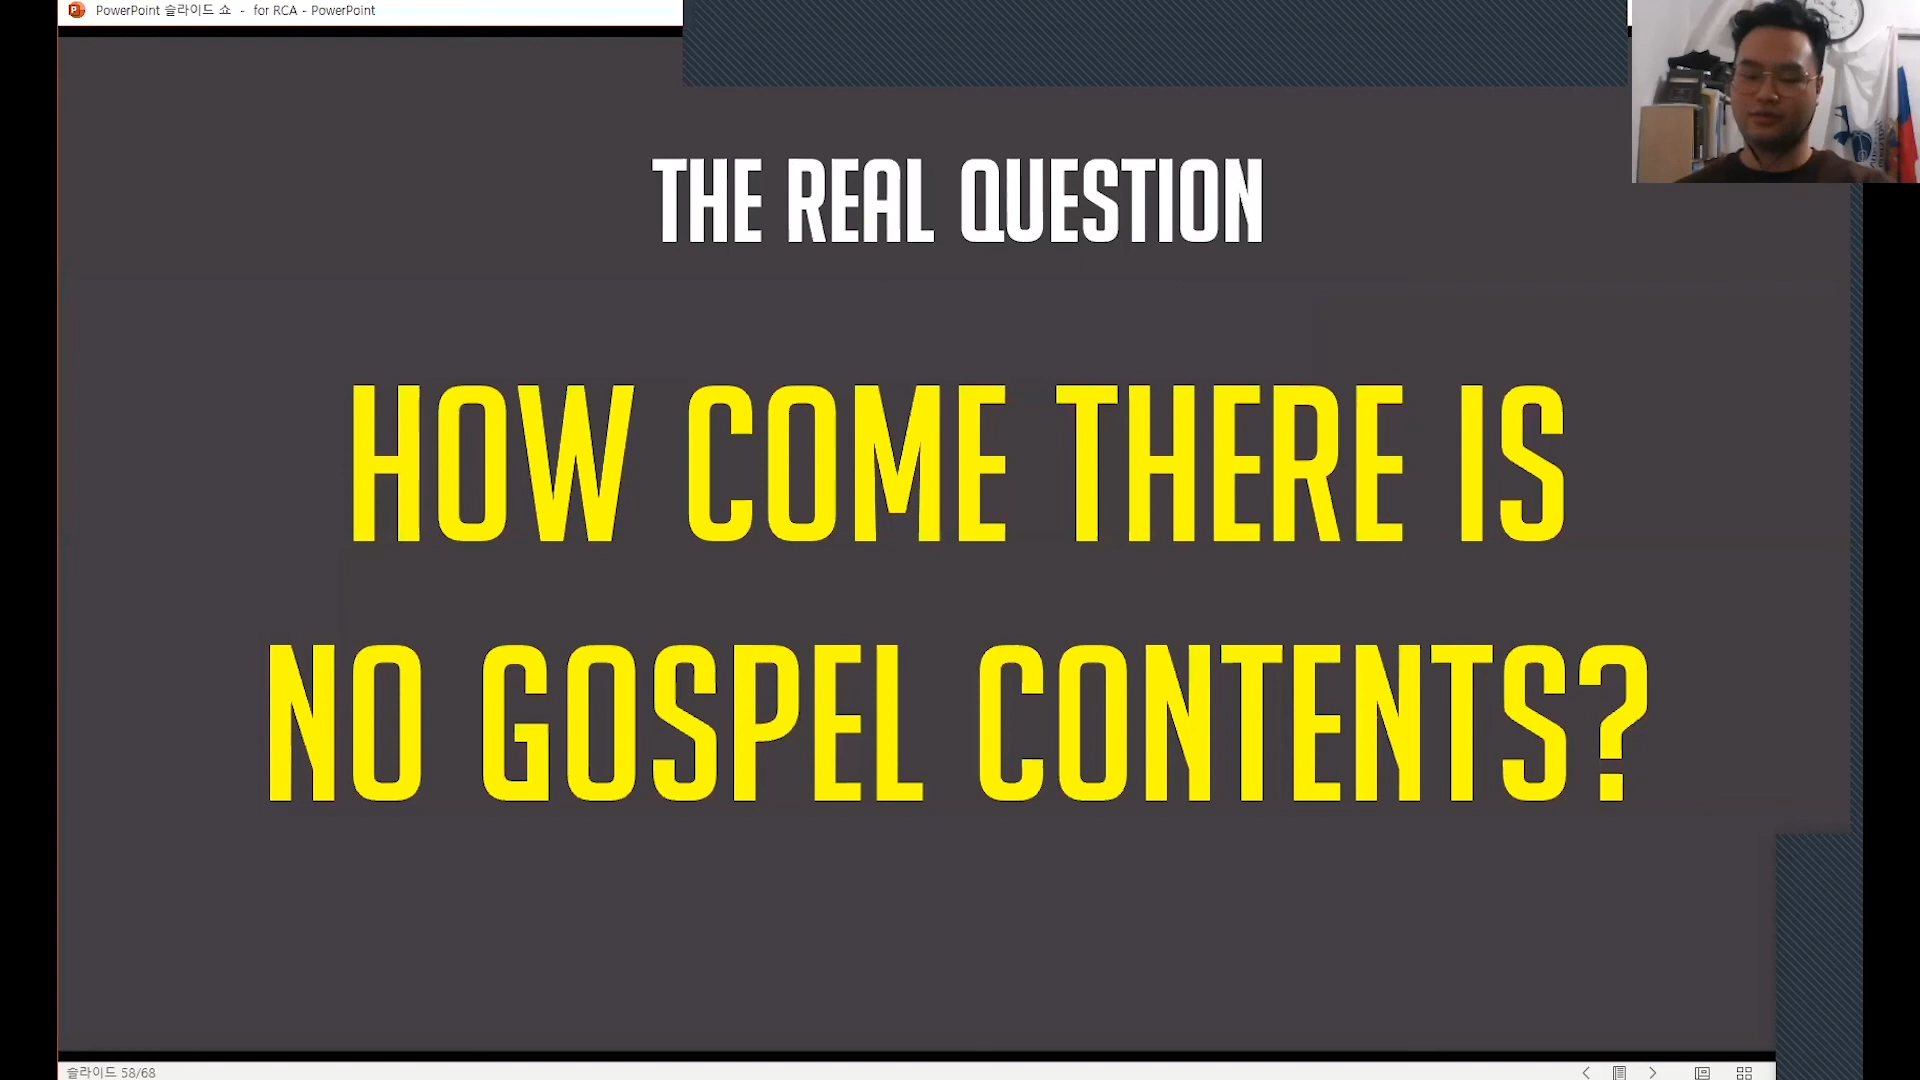 PowerPoint 슬라이드 쇼 - for RCA - PowerPoint
THE REAL QUESTION
HOW COME THERE IS
NO GOSPEL CONTENTS?
슬라이드 58/68